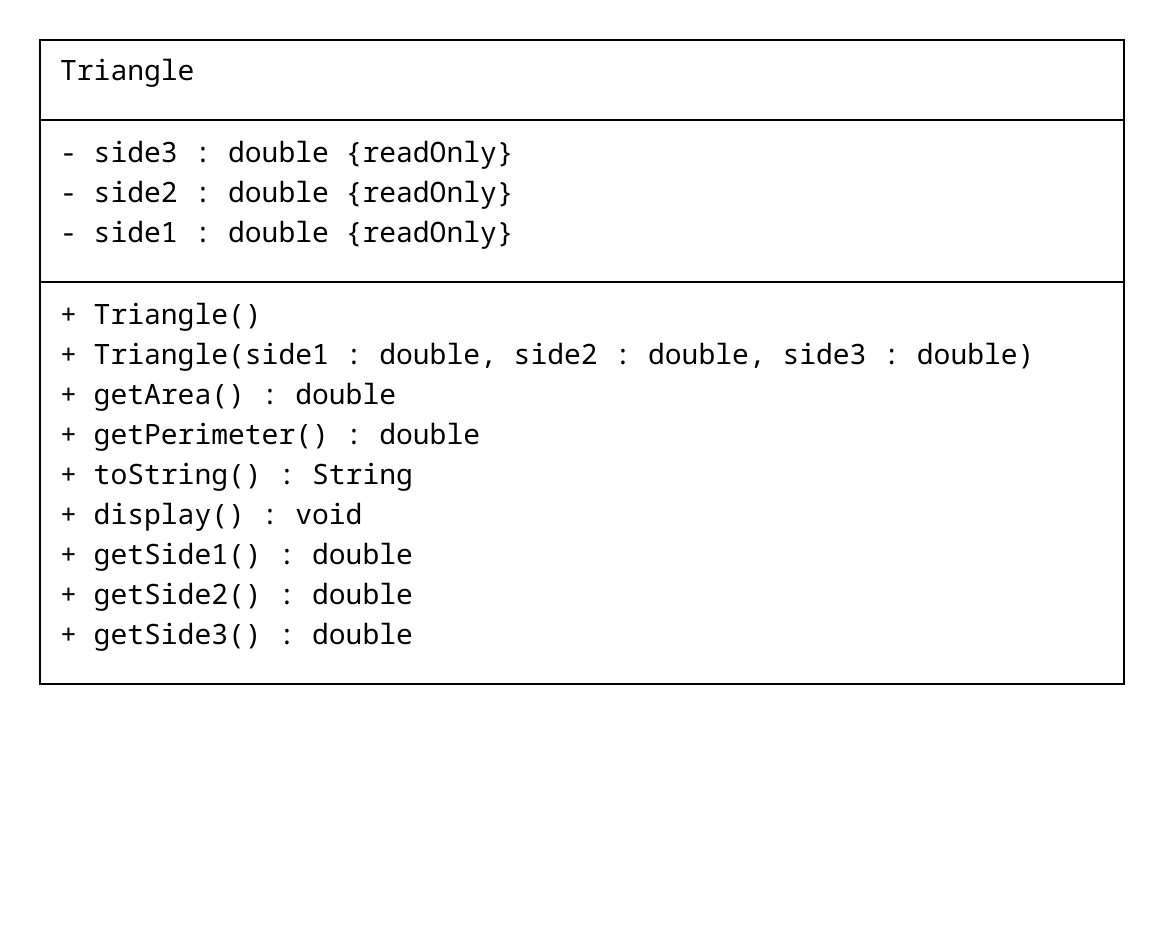 Triangle
- side3 : double {readOnly}
- side2 : double {readOnly}
- side1 : double {readOnly}
+ Triangle()
+ Triangle(side1 : double, side2 : double, side3 : double)
+ getArea() : double
+ getPerimeter() : double
+ toString() : String
+ display() : void
+ getSide1() : double
+ getSide2() : double
+ getSide3() : double